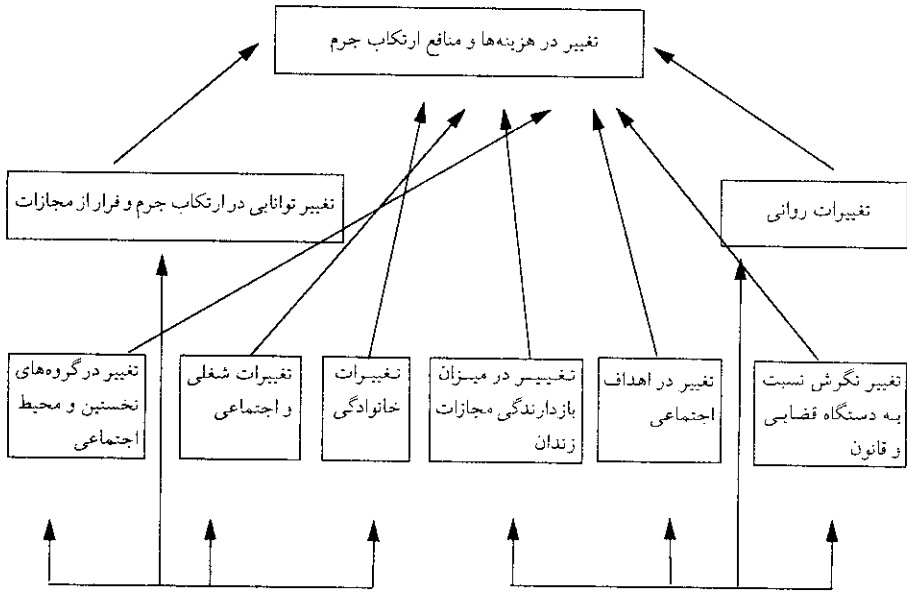 تغییر در هزینه‌ها و منافع ارتکاب جرم
تغییرات روانی
تغییر توانایی در ارتکاب جرم و فرار از مجازات
تغییر نگرش نسبت
به دستگاه قضایی
و قانون
تغییر در اهداف
اجتماعی
تغییر در میزان
بازدارندگی مجازات
زندان
تغییرات
خانوادگی
تغییرات شغلی
و اجتماعی
تغییر در گروه‌های
نخستین و محیط
اجتماعی